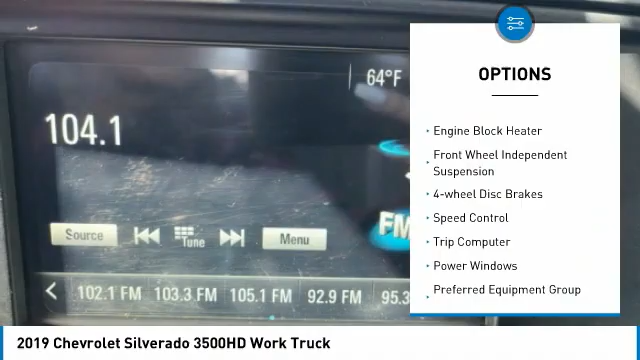 64°F
104.1
FM
Source
Tune
Menu
102.1 FM 103.3 FM 105.1 FM 92.9 FM 95.3
OPTIONS
Engine Block Heater
Front Wheel Independent
Suspension
4-wheel Disc Brakes
Speed Control
Trip Computer
Power Windows
Preferred Equipment Group
2019 Chevrolet Silverado 3500HD Work Truck